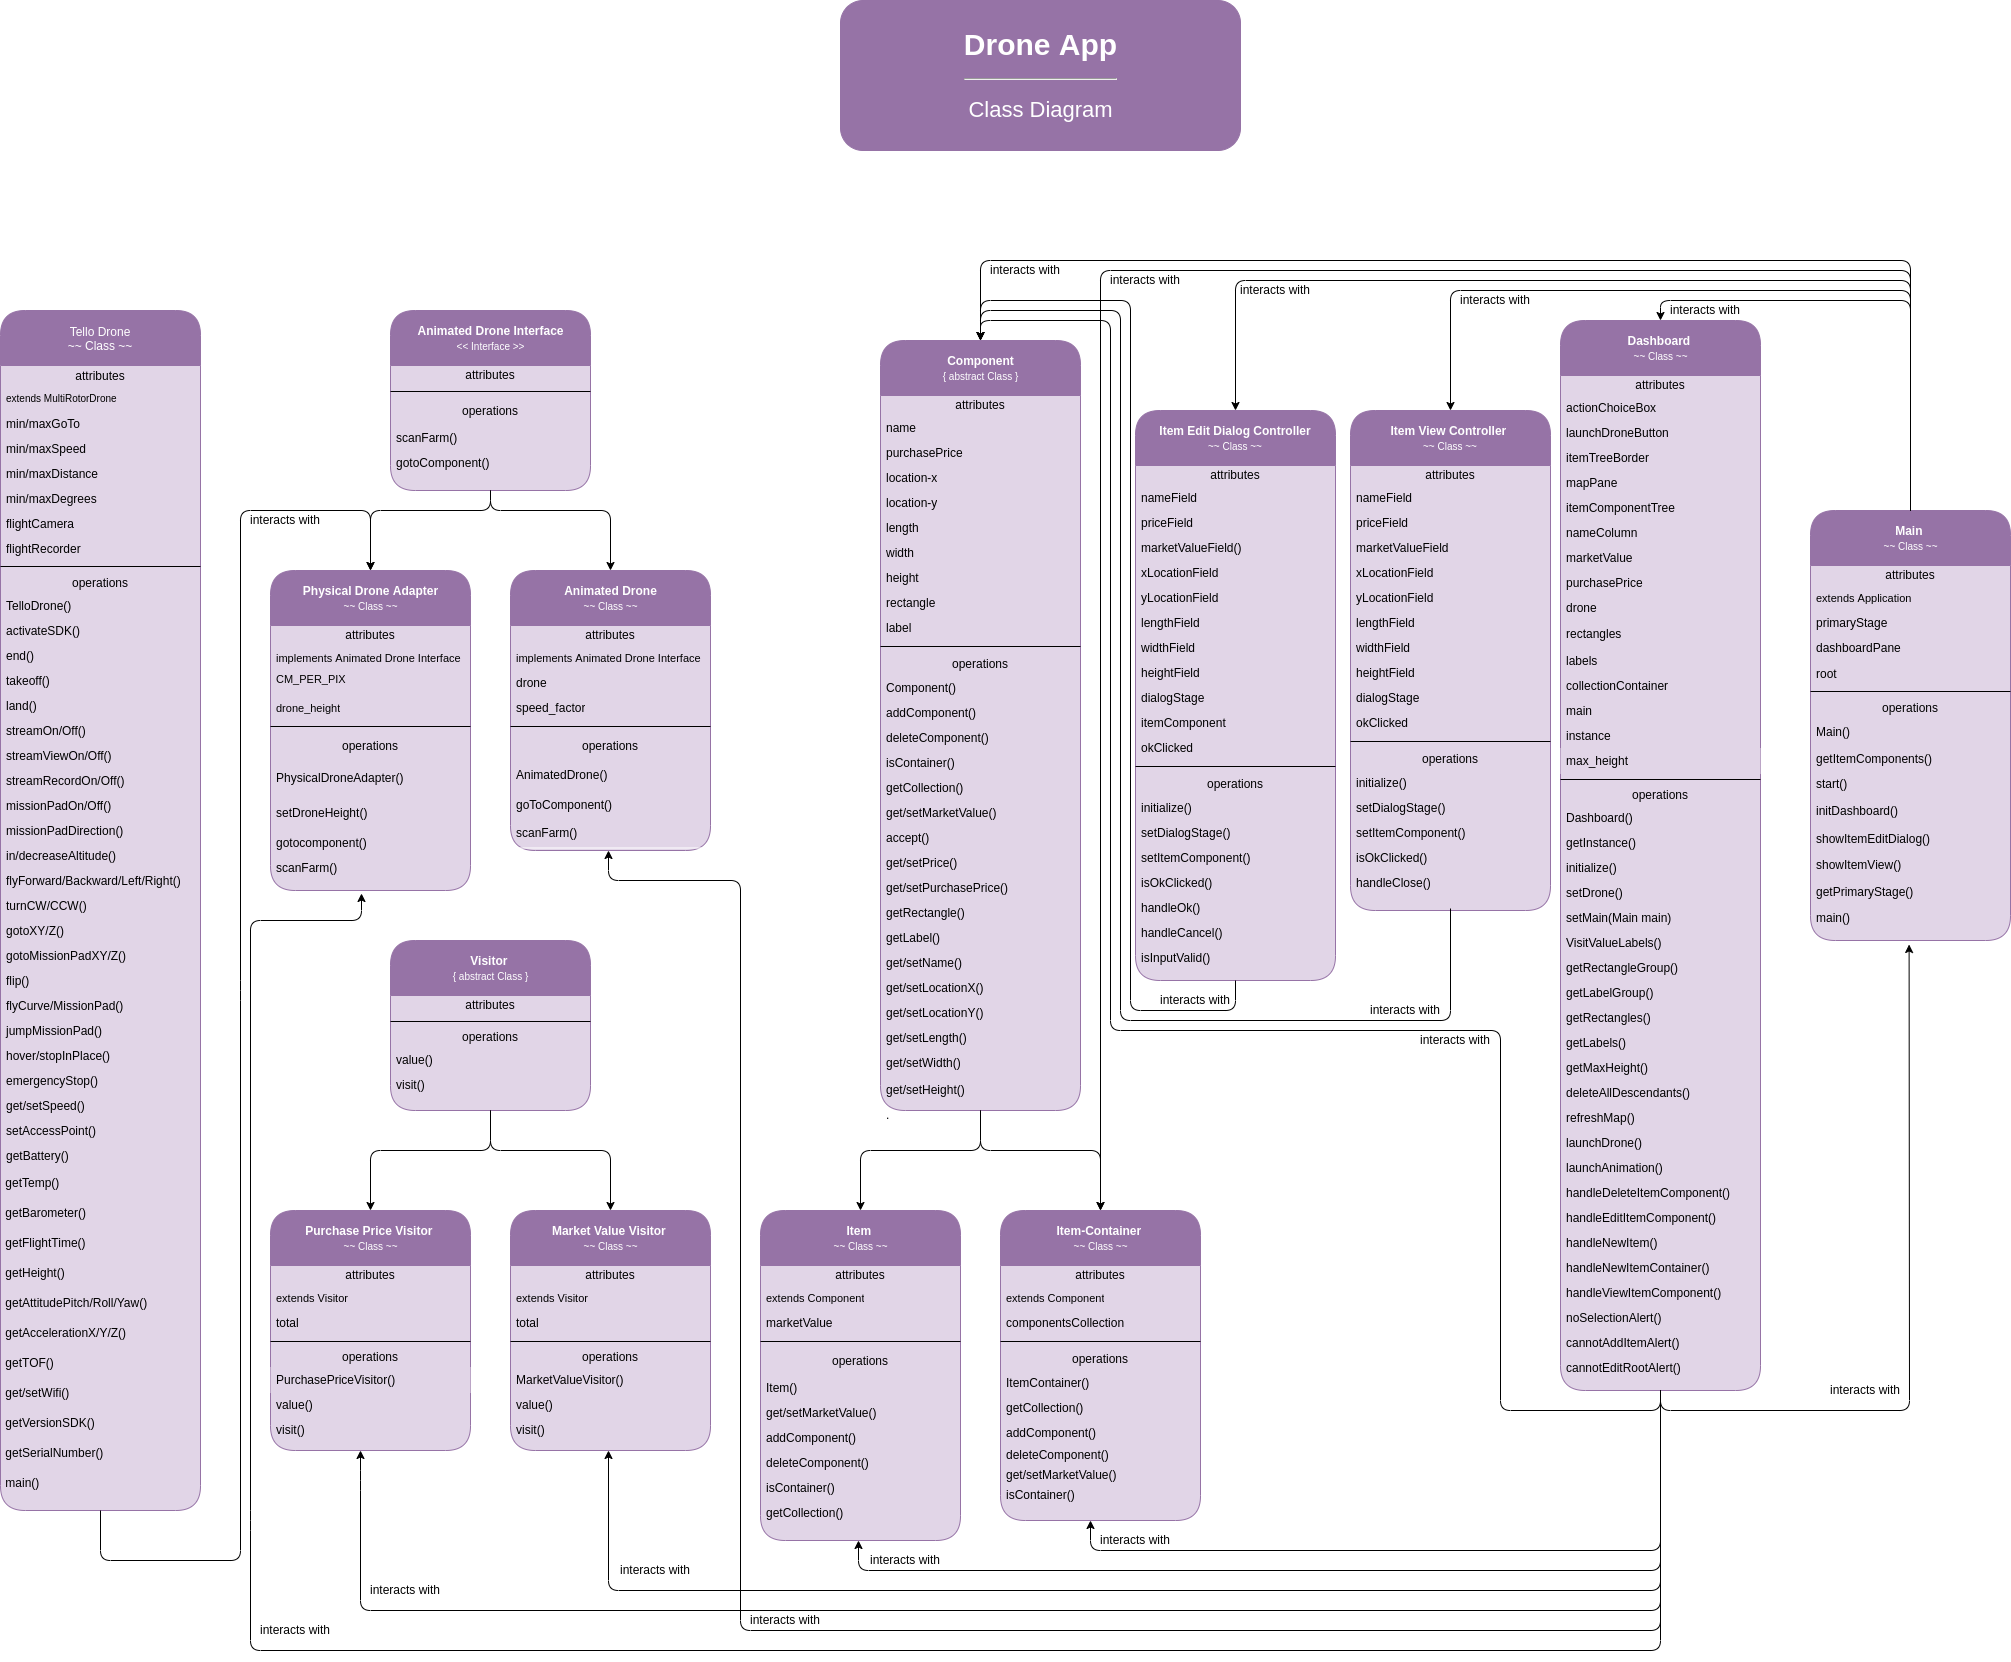 Drone App
Class Diagram
interacts with
interacts with
interacts with
interacts with
interacts with
Tello Drone
~~ Class ~~
attributes
extends MultiRotorDrone
min/maxGoTo
min/maxSpeed
min/maxDistance
min/maxDegrees
flightCamera
flightRecorder
operations
TelloDrone()
activateSDK()
end()
takeoff()
land()
streamOn/Off()
streamViewOn/Off()
streamRecordOn/Off()
missionPadOn/Off()
missionPadDirection()
in/decreaseAltitude()
flyForward/Backward/Left/Right()
turnCW/CCW()
gotoXY/Z()
gotoMissionPadXY/Z()
flip()
flyCurve/MissionPad()
jumpMissionPad()
hover/stopInPlace()
emergencyStop()
get/setSpeed()
setAccessPoint()
getBattery()
getTemp()
getBarometer()
getFlightTime()
getHeight()
getAttitudePitch/Roll/Yaw()
getAccelerationX/Y/Z()
getTOF()
get/setWifi()
getVersionSDK()
getSerialNumber()
main()
Animated Drone Interface
<< Interface >>
attributes
operations
scanFarm()
gotoComponent()
interacts with
Physical Drone Adapter
~~ Class ~~
attributes
implements Animated Drone Interface
CM_PER_PIX
drone_height
operations
PhysicalDroneAdapter()
setDroneHeight()
gotocomponent()
scanFarm()
Animated Drone
~~ Class ~~
attributes
implements Animated Drone Interface
drone
speed_factor
operations
AnimatedDrone()
goToComponent()
scanFarm()
Visitor
{ abstract Class }
attributes
operations
value()
visit()
Purchase Price Visitor
~~ Class ~~
attributes
extends Visitor
total
operations
PurchasePriceVisitor()
value()
visit()
Market Value Visitor
~~ Class ~~
attributes
extends Visitor
total
operations
MarketValueVisitor()
value()
visit()
Component
{ abstract Class }
attributes
name
purchasePrice
location-x
location-y
length
width
height
rectangle
label
operations
Component()
addComponent()
deleteComponent()
isContainer()
getCollection()
get/setMarketValue()
accept()
get/setPrice()
get/setPurchasePrice()
getRectangle()
getLabel()
get/setName()
get/setLocationX()
get/setLocationY()
get/setLength()
get/setWidth()
get/setHeight()
.
Item
~~ Class ~~
attributes
extends Component
marketValue
operations
Item()
get/setMarketValue()
addComponent()
deleteComponent()
isContainer()
getCollection()
Item-Container
~~ Class ~~
attributes
extends Component
componentsCollection
operations
ItemContainer()
getCollection()
addComponent()
deleteComponent()
get/setMarketValue()
isContainer()
Item Edit Dialog Controller
~~ Class ~~
attributes
nameField
priceField
marketValueField()
xLocationField
yLocationField
lengthField
widthField
heightField
dialogStage
itemComponent
okClicked
operations
initialize()
setDialogStage()
setItemComponent()
isOkClicked()
handleOk()
handleCancel()
isInputValid()
interacts with
Item View Controller
~~ Class ~~
attributes
nameField
priceField
marketValueField
xLocationField
yLocationField
lengthField
widthField
heightField
dialogStage
okClicked
operations
initialize()
setDialogStage()
setItemComponent()
isOkClicked()
handleClose()
interacts with
interacts with
Dashboard
~~ Class ~~
attributes
actionChoiceBox
launchDroneButton
itemTreeBorder
mapPane
itemComponentTree
nameColumn
marketValue
purchasePrice
drone
rectangles
labels
collectionContainer
main
instance
max_height
operations
Dashboard()
getInstance()
initialize()
setDrone()
setMain(Main main)
VisitValueLabels()
getRectangleGroup()
getLabelGroup()
getRectangles()
getLabels()
getMaxHeight()
deleteAllDescendants()
refreshMap()
launchDrone()
launchAnimation()
handleDeleteItemComponent()
handleEditItemComponent()
handleNewItem()
handleNewItemContainer()
handleViewItemComponent()
noSelectionAlert()
cannotAddItemAlert()
cannotEditRootAlert()
Main
~~ Class ~~
attributes
extends Application
primaryStage
dashboardPane
root
operations
Main()
getItemComponents()
start()
initDashboard()
showItemEditDialog()
showItemView()
getPrimaryStage()
main()
interacts with
interacts with
interacts with
interacts with
interacts with
interacts with
interacts with